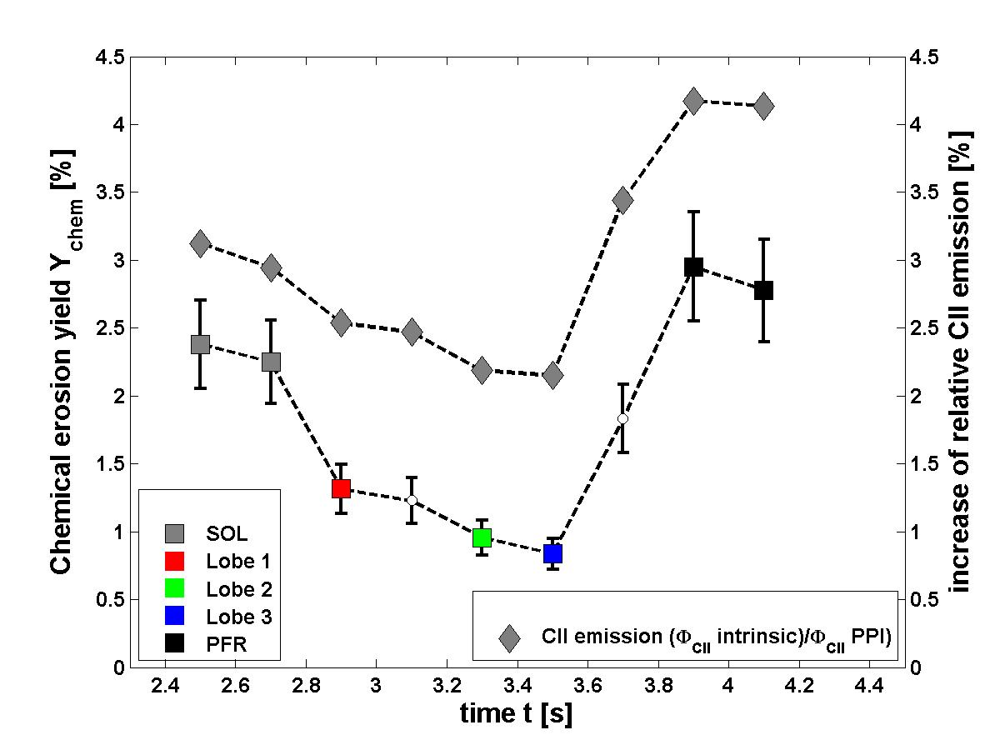 4.5
4
3.5
3
2.5
2
1.5
1
0.5
0
Chemical erosion yield Y_chem [%]
4.5
4
3.5
3
2.5
2
1.5
1
0.5
0
increase of relative CII emission [%]
SOL
Lobe 1
Lobe 2
Lobe 3
PFR
CII emission (Φ_CII intrinsic)/Φ_CII PPI)
2.4 2.6 2.8 3 3.2 3.4 3.6 3.8 4 4.2 4.4
time t [s]